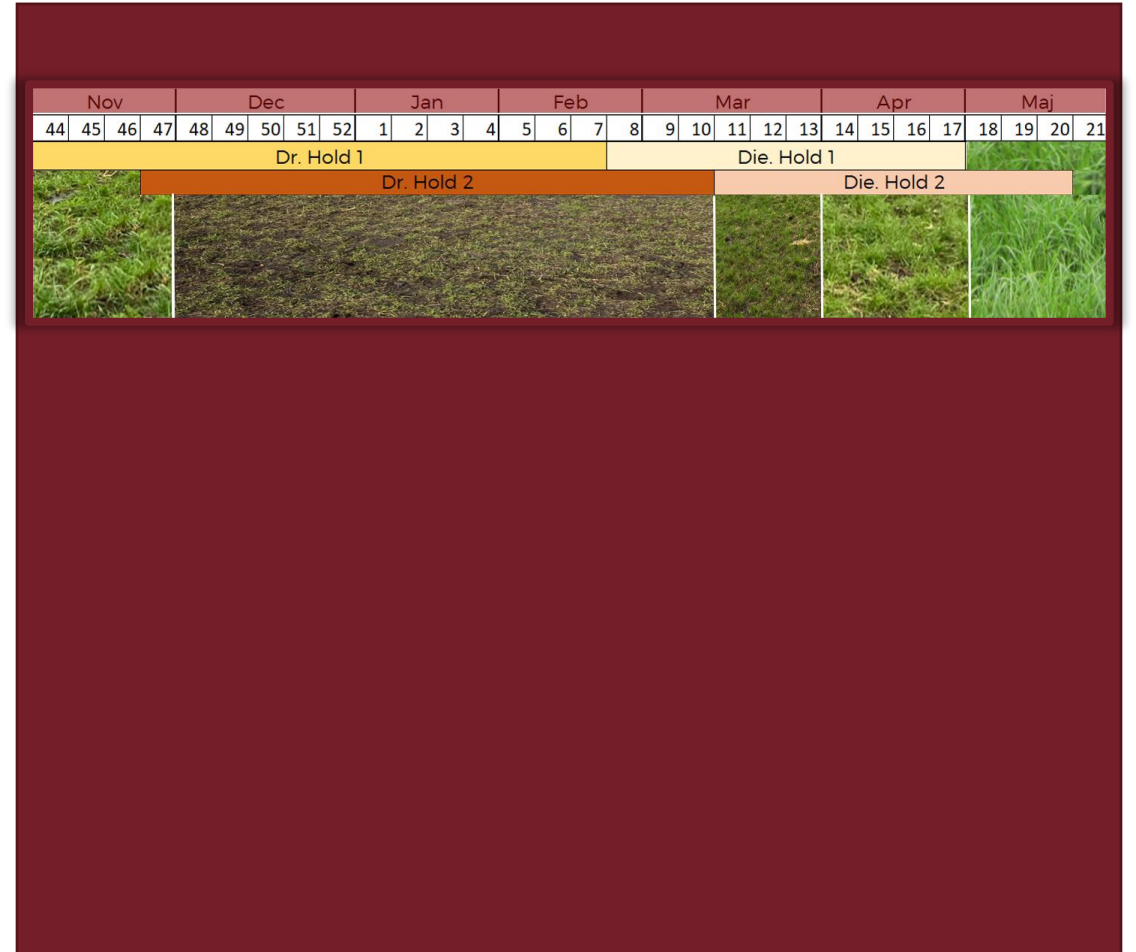 Nov Dec Jan Feb Mar Apr Maj
44 45 46 47 48 49 50 51 52 1 2 3 4 5 6 7 8 9 10 11 12 13 14 15 16 17 18 19 20 21
Dr. Hold 1 Die. Hold 1
Dr. Hold 2 Die. Hold 2